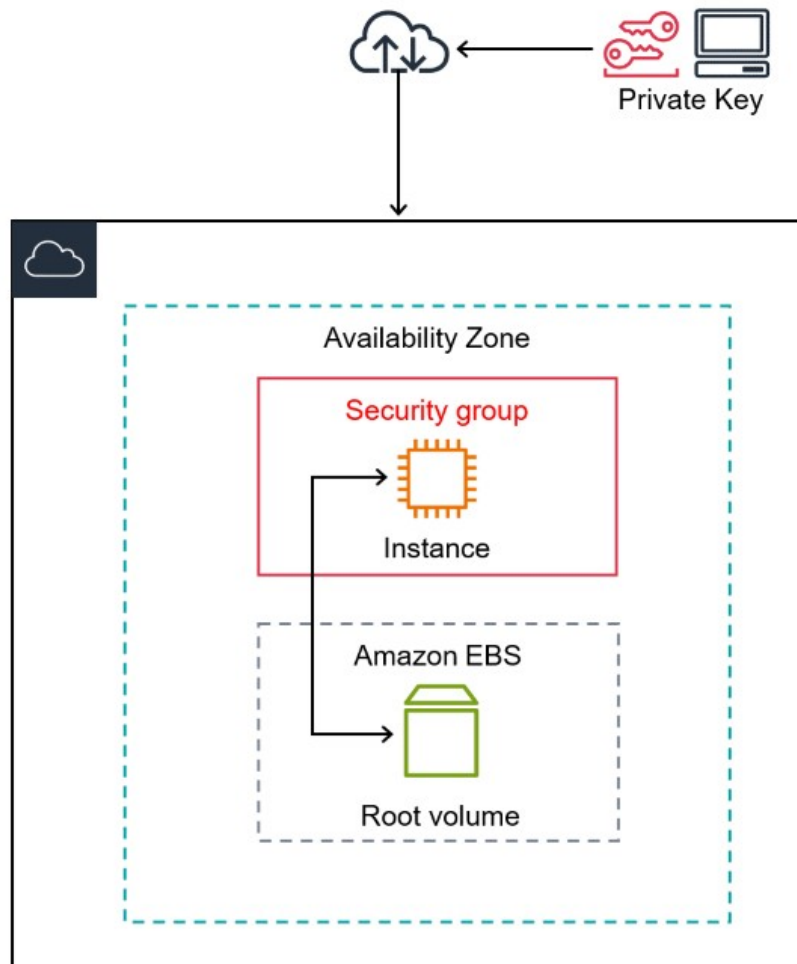 Private Key
Availability Zone
Security group
Instance
Amazon EBS
Root volume